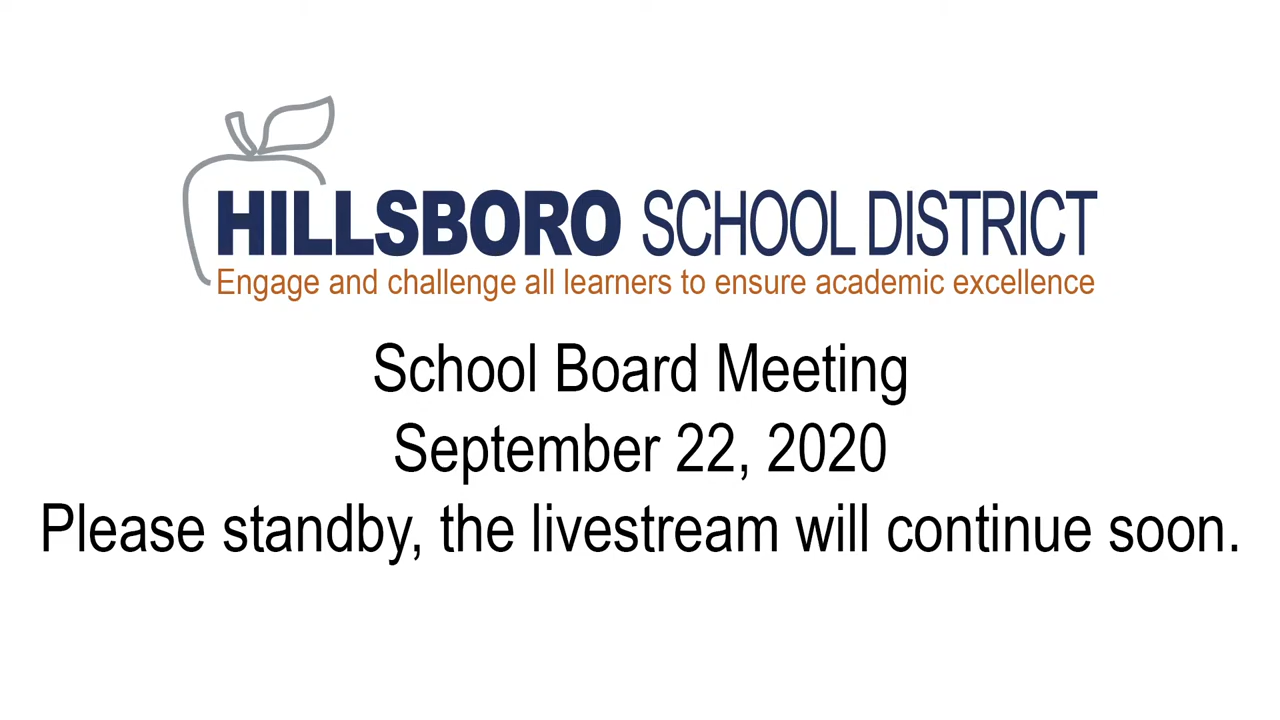 HILLSBORO SCHOOL DISTRICT
Engage and challenge all learners to ensure academic excellence
School Board Meeting
September 22, 2020
Please standby, the livestream will continue soon.